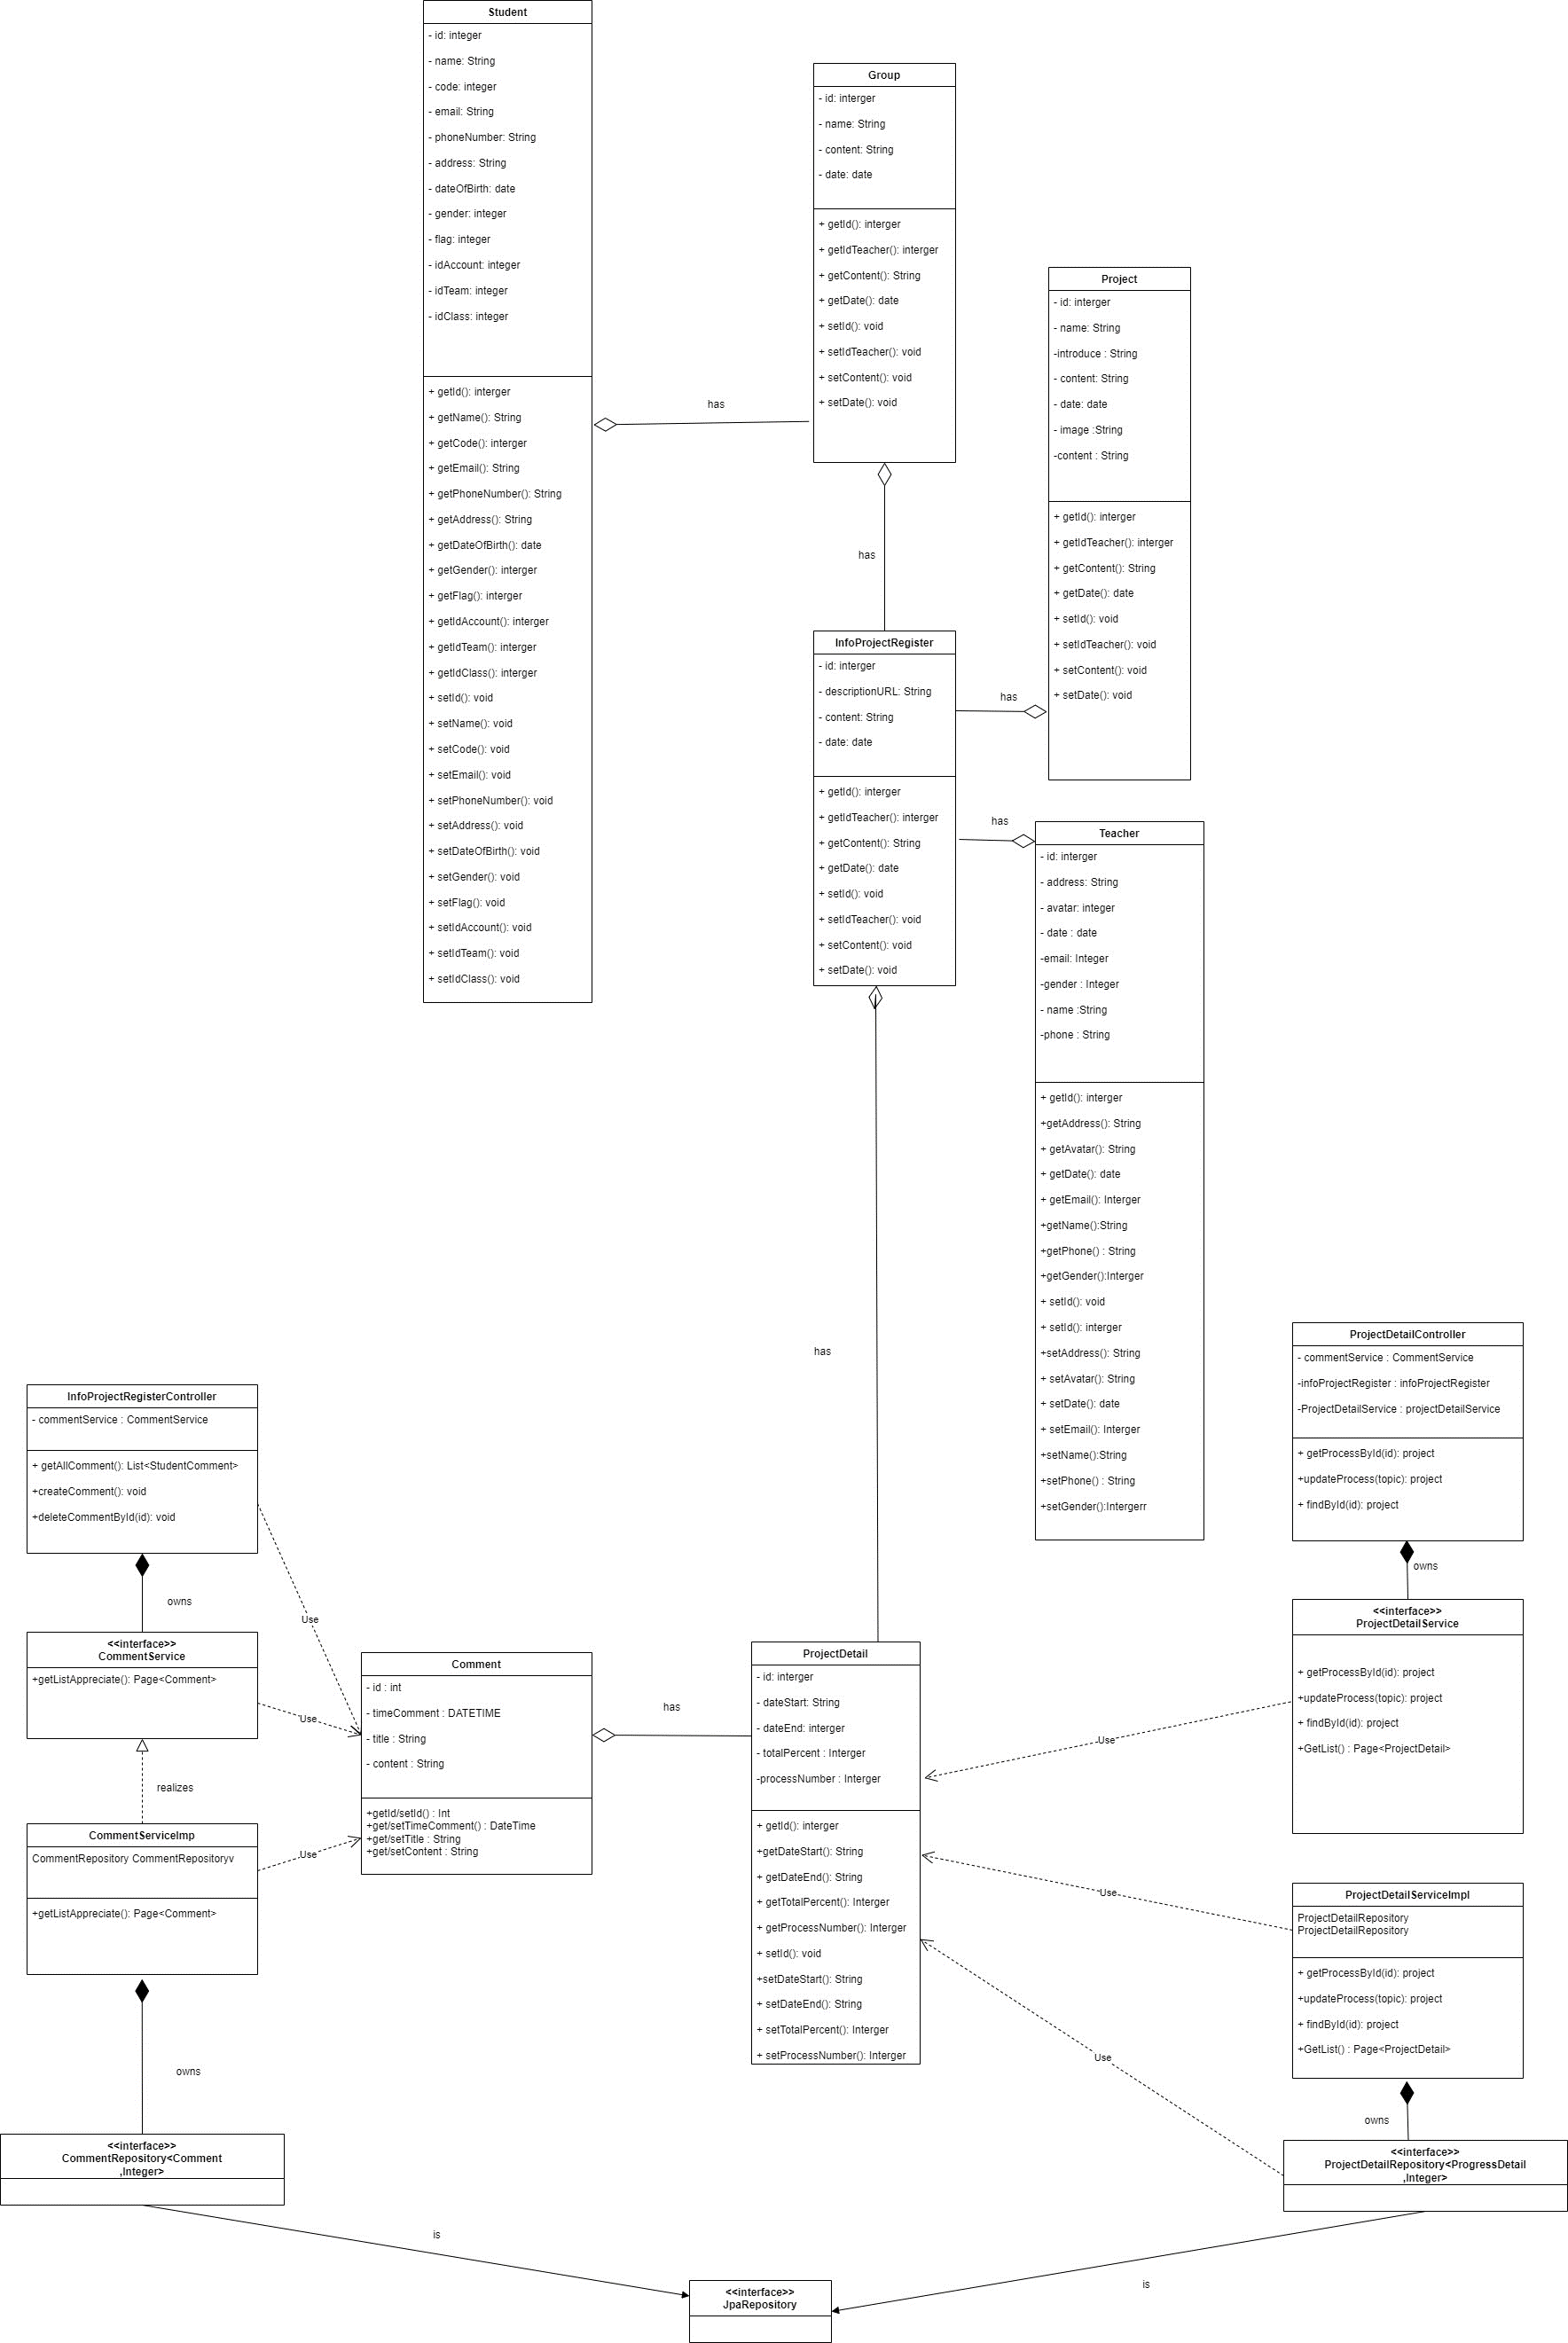 Student
- id: integer
- name: String
- code: integer
- email: String
- phoneNumber: String
- address: String
- dateOfBirth: date
- gender: integer
- flag: integer
- idAccount: integer
- idTeam: integer
- idClass: integer
+ getId(): interger
+ getName(): String
+ getCode(): interger
+ getEmail(): String
+ getPhoneNumber(): String
+ getAddress(): String
+ getDateOfBirth(): date
+ getGender(): interger
+ getFlag(): interger
+ getIdAccount(): interger
+ getIdTeam(): interger
+ getIdClass(): interger
+ setId(): void
+ setName(): void
+ setCode(): void
+ setEmail(): void
+ setPhoneNumber(): void
+ setAddress(): void
+ setDateOfBirth(): void
+ setGender(): void
+ setFlag(): void
+ setIdAccount(): void
+ setIdTeam(): void
+ setIdClass(): void
has
Group
- id: interger
- name: String
- content: String
- date: date
+ getId(): interger
+ getIdTeacher(): interger
+ getContent(): String
+ getDate(): date
+ setId(): void
+ setIdTeacher(): void
+ setContent(): void
+ setDate(): void
has
Project
- id: interger
- name: String
-introduce : String
- content: String
- date: date
- image :String
-content : String
+ getId(): interger
+ getIdTeacher(): interger
+ getContent(): String
+ getDate(): date
+ setId(): void
+ setIdTeacher(): void
+ setContent(): void
+ setDate(): void
InfoProjectRegister
- id: interger
- descriptionURL: String
- content: String
- date: date
+ getId(): interger
+ getIdTeacher(): interger
+ getContent(): String
+ getDate(): date
+ setId(): void
+ setIdTeacher(): void
+ setContent(): void
+ setDate(): void
has
has
Teacher
- id: interger
- address: String
- avatar: integer
- date : date
-email: Integer
-gender : Integer
- name :String
-phone : String
+ getId(): interger
+getAddress(): String
+ getAvatar(): String
+ getDate(): date
+ getEmail(): Interger
+getName():String
+getPhone() : String
+getGender():Interger
+ setId(): void
+ setId(): interger
+setAddress(): String
+ setAvatar(): String
+ setDate(): date
+ setEmail(): Interger
+setName():String
+setPhone() : String
+setGender():Intergerr
has
InfoProjectRegisterController
- commentService : CommentService
+ getAllComment(): List<StudentComment>
+createComment(): void
+deleteCommentById(id): void
owns
Use
<<interface>>
CommentService
+getListAppreciate(): Page<Comment>
Use
realizes
CommentServiceImp
CommentRepository CommentRepositoryv
+getListAppreciate(): Page<Comment>
Use
owns
<<interface>>
CommentRepository<Comment
,Integer>
is
Comment
- id : int
- timeComment : DATETIME
- title : String
- content : String
+getId/setId() : Int
+get/setTimeComment() : DateTime
+get/setTitle : String
+get/setContent : String
has
ProjectDetail
- id: interger
- dateStart: String
- dateEnd: interger
- totalPercent : Interger
-processNumber : Interger
+ getId(): interger
+getDateStart(): String
+ getDateEnd(): String
+ getTotalPercent(): Interger
+ getProcessNumber(): Interger
+ setId(): void
+setDateStart(): String
+ setDateEnd(): String
+ setTotalPercent(): Interger
+ setProcessNumber(): Interger
ProjectDetailController
- commentService : CommentService
-infoProjectRegister : infoProjectRegister
-ProjectDetailService : projectDetailService
+ getProcessById(id): project
+updateProcess(topic): project
+ findById(id): project
owns
<<interface>>
ProjectDetailService
+ getProcessById(id): project
+updateProcess(topic): project
+ findById(id): project
+GetList() : Page<ProjectDetail>
Use
ProjectDetailServiceImpl
ProjectDetailRepository
ProjectDetailRepository
+ getProcessById(id): project
+updateProcess(topic): project
+ findById(id): project
+GetList() : Page<ProjectDetail>
Use
Use
owns
<<interface>>
ProjectDetailRepository<ProgressDetail
,Integer>
is
<<interface>>
JpaRepository